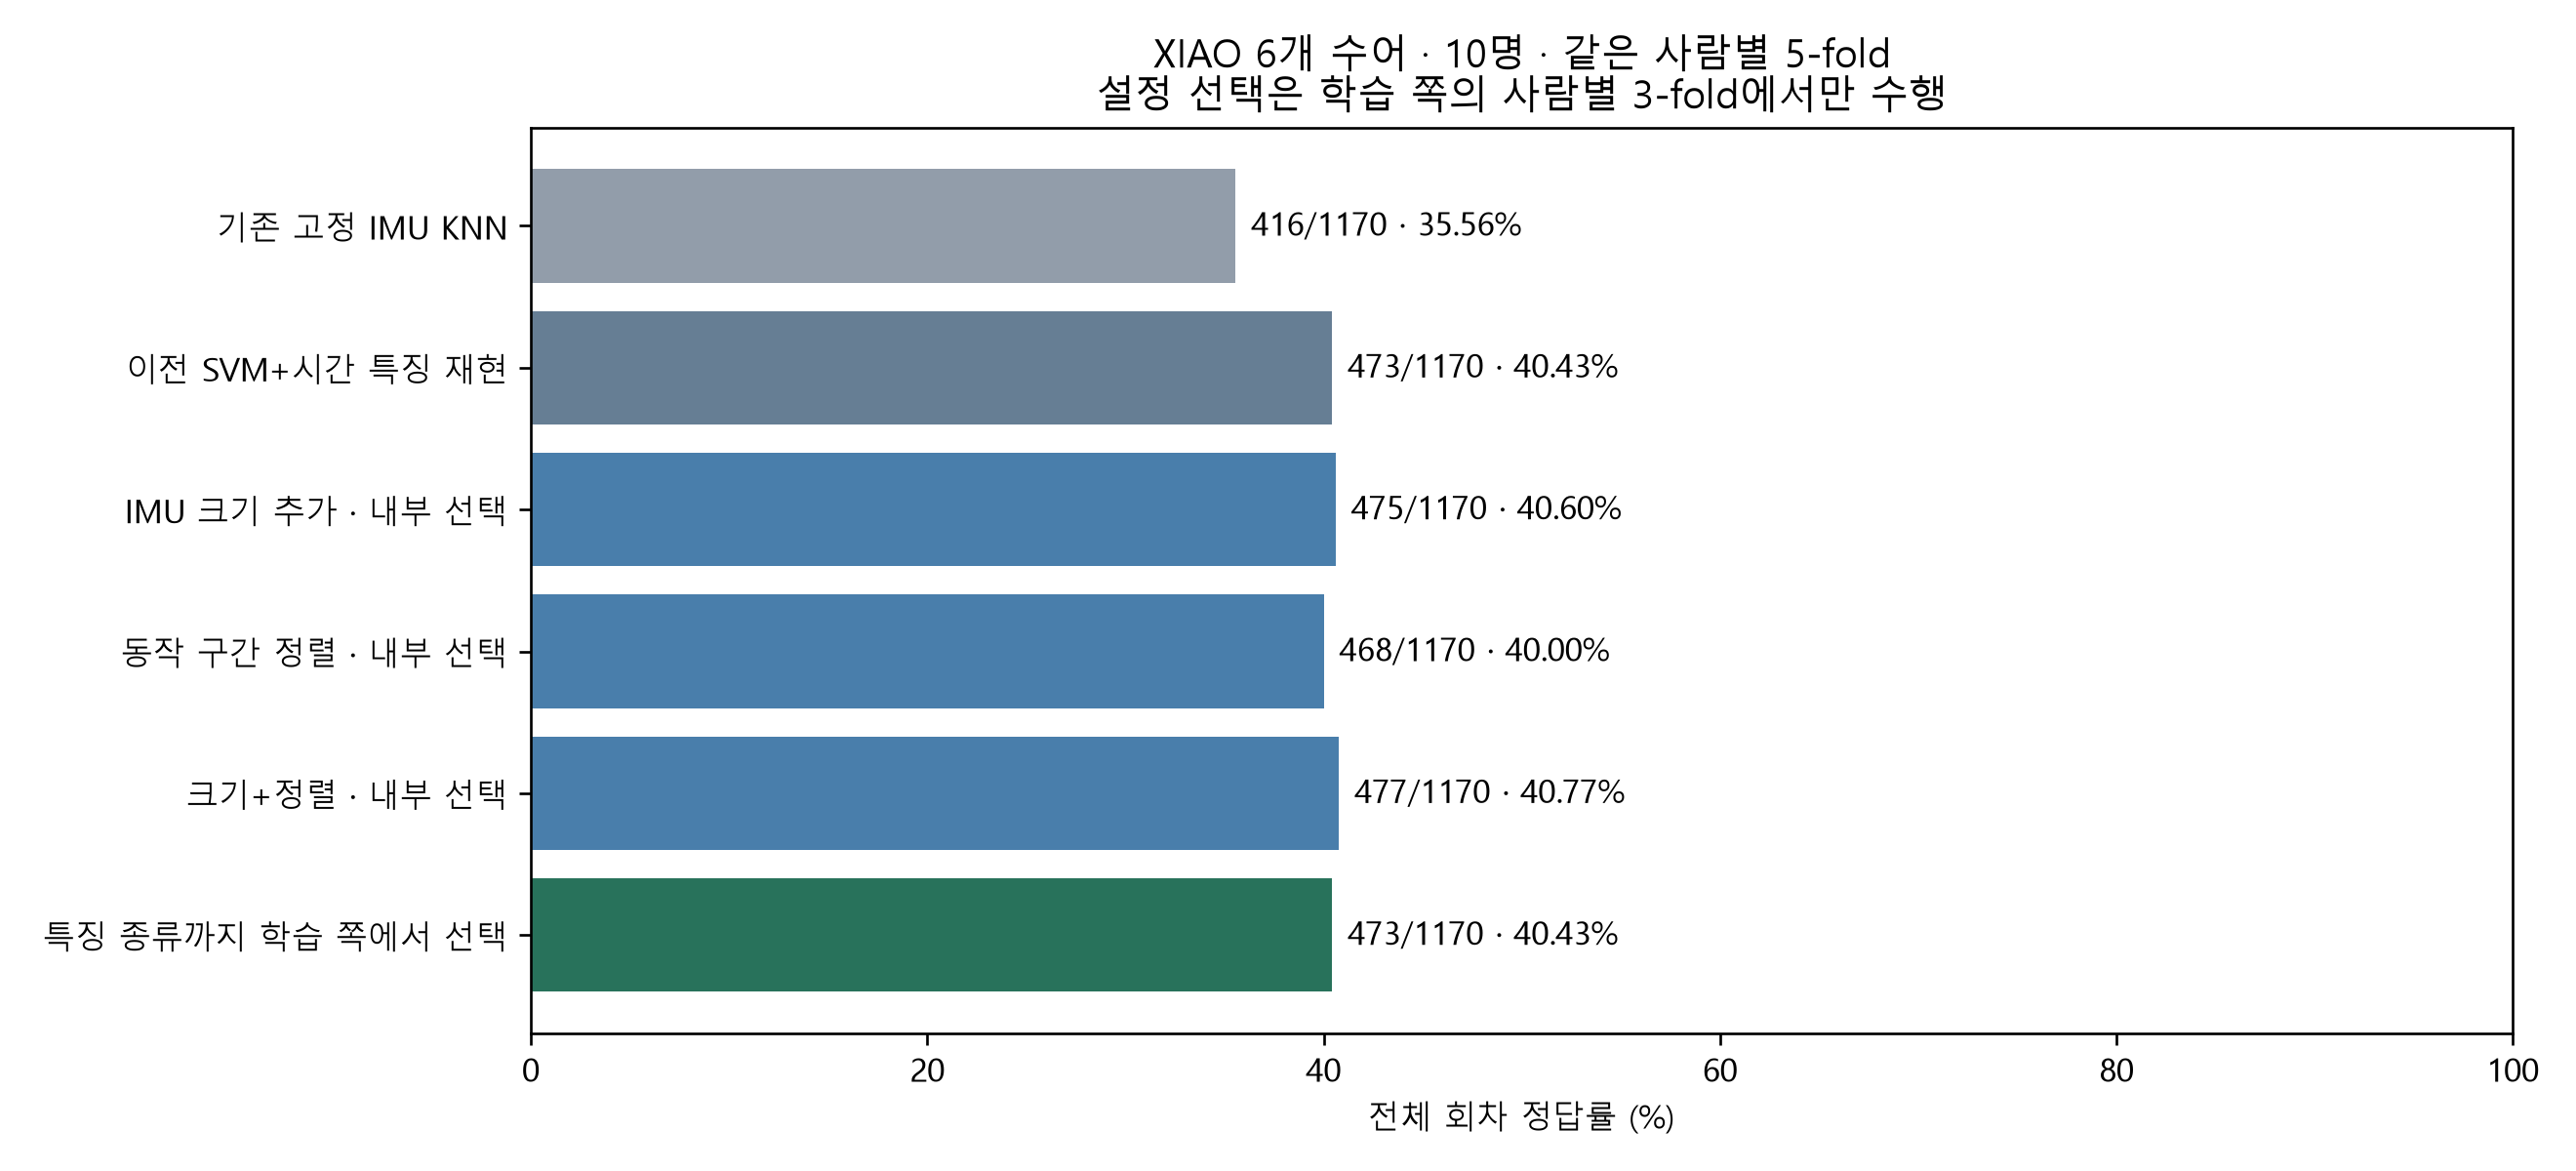 XIAO 6개 수어 · 10명 · 같은 사람별 5-fold
설정 선택은 학습 쪽의 사람별 3-fold에서만 수행
기존 고정 IMU KNN
416/1170 · 35.56%
이전 SVM+시간 특징 재현
473/1170 · 40.43%
IMU 크기 추가 · 내부 선택
475/1170 · 40.60%
동작 구간 정렬 · 내부 선택
468/1170 · 40.00%
크기+정렬 · 내부 선택
477/1170 · 40.77%
특징 종류까지 학습 쪽에서 선택
473/1170 · 40.43%
0 20 40 60 80 100
전체 회차 정답률 (%)